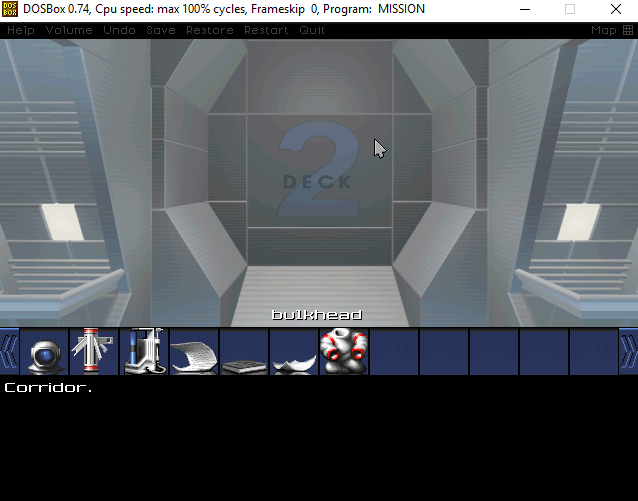 DOSBox 0.74, Cpu speed: max 100% cycles, Frameskip 0, Program: MISSION
Help Volume Undo Save Restore Restart Quit Map
2
DECK
bulkhead
Corridor.